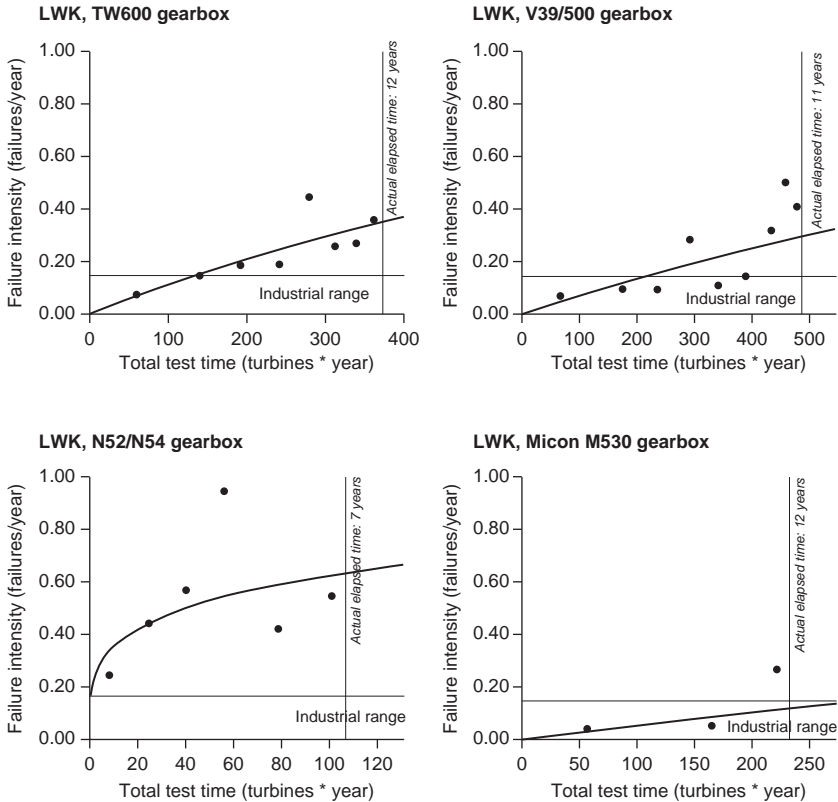 LWK, TW600 gearbox
1.00
0.80
0.60
0.40
0.20
0.00
Failure intensity (failures/year)
Actual elapsed time: 12 years
Industrial range
0 100 200 300 400
Total test time (turbines * year)
LWK, V39/500 gearbox
1.00
0.80
0.60
0.40
0.20
0.00
Failure intensity (failures/year)
Actual elapsed time: 11 years
Industrial range
0 100 200 300 400 500
Total test time (turbines * year)
LWK, N52/N54 gearbox
1.00
0.80
0.60
0.40
0.20
0.00
Failure intensity (failures/year)
Actual elapsed time: 7 years
Industrial range
0 20 40 60 80 100 120
Total test time (turbines * year)
LWK, Micon M530 gearbox
1.00
0.80
0.60
0.40
0.20
0.00
Failure intensity (failures/year)
Actual elapsed time: 12 years
Industrial range
0 50 100 150 200 250
Total test time (turbines * year)